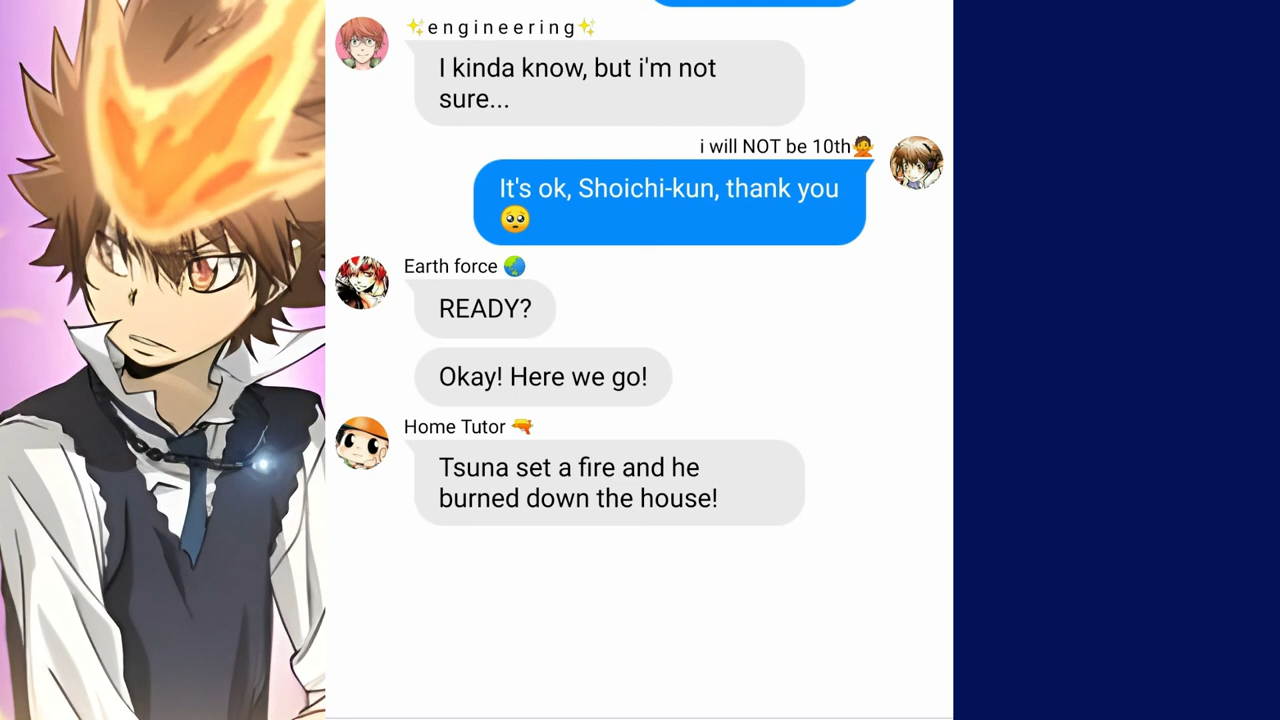 ✨engineering✨
I kinda know, but i'm not
sure...
i will NOT be 10th🙅
It's ok, Shoichi-kun, thank you
🥺
Earth force 🌏
READY?
Okay! Here we go!
Home Tutor 🔫
Tsuna set a fire and he
burned down the house!